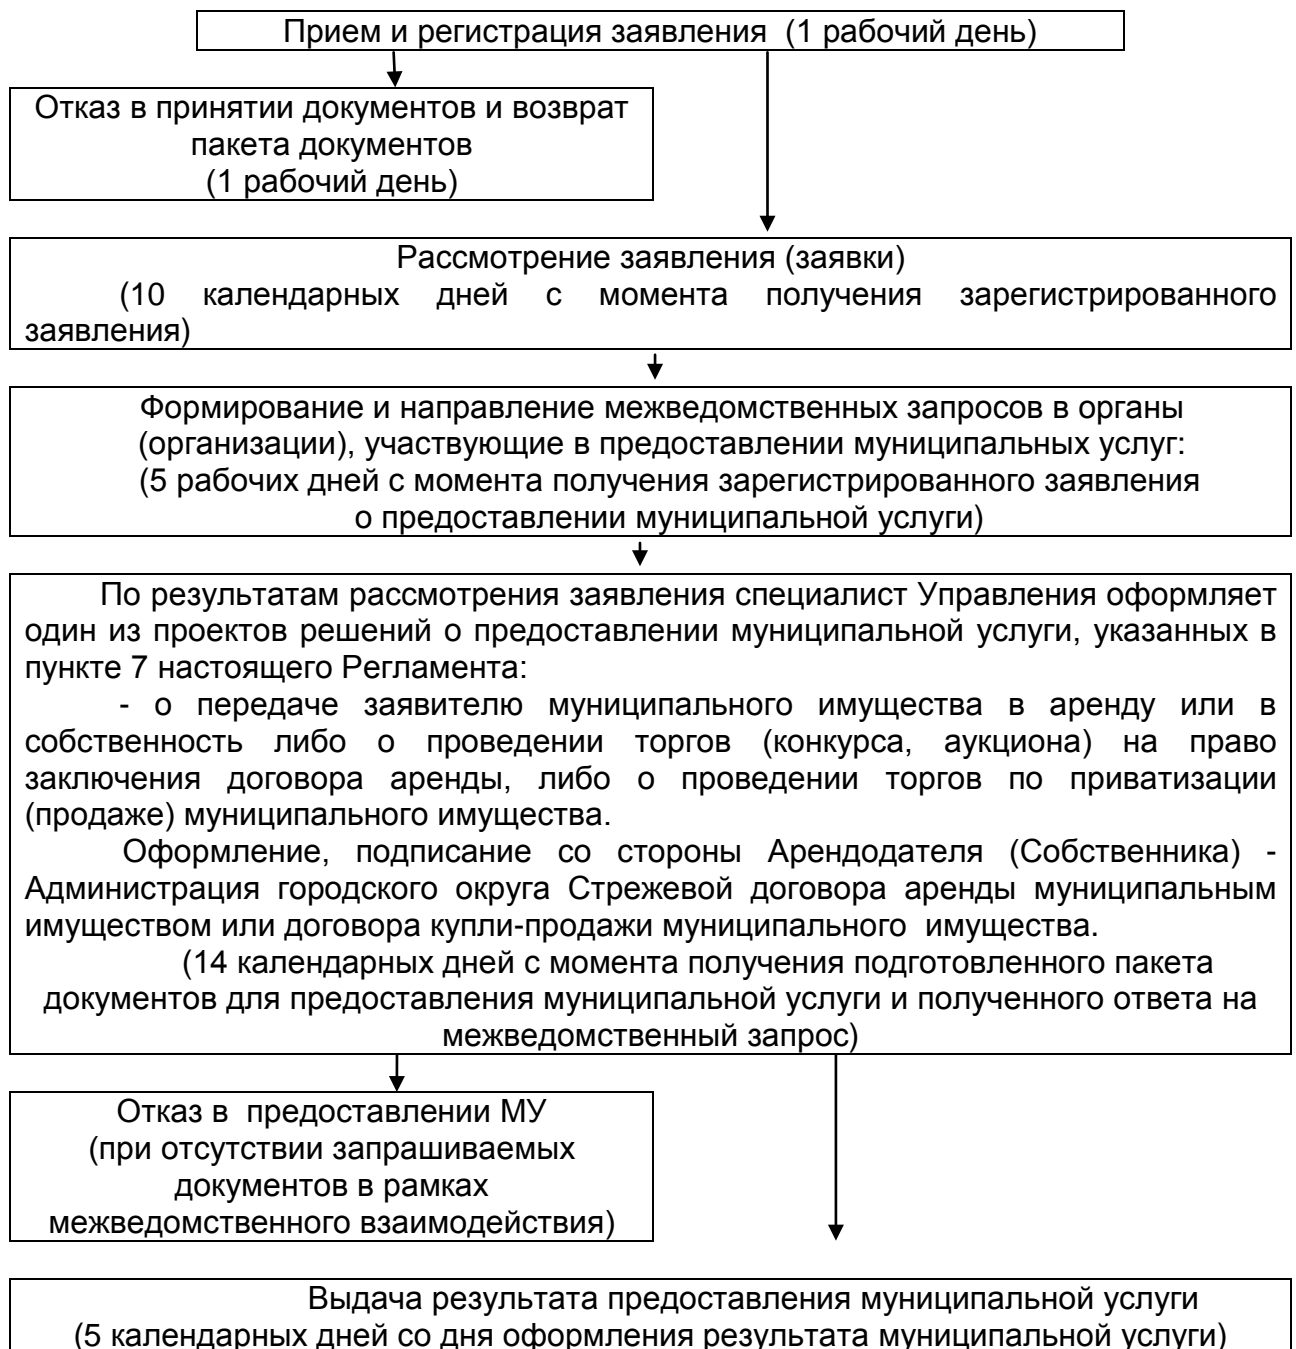 Прием и регистрация заявления (1 рабочий день)
Отказ в принятии документов и возврат
пакета документов
(1 рабочий день)
Рассмотрение заявления (заявки)
(10 календарных дней с момента получения зарегистрированного
заявления)
Формирование и направление межведомственных запросов в органы
(организации), участвующие в предоставлении муниципальных услуг:
(5 рабочих дней с момента получения зарегистрированного заявления
о предоставлении муниципальной услуги)
По результатам рассмотрения заявления специалист Управления оформляет
один из проектов решений о предоставлении муниципальной услуги, указанных в
пункте 7 настоящего Регламента:
- о передаче заявителю муниципального имущества в аренду или в
собственность либо о проведении торгов (конкурса, аукциона) на право
заключения договора аренды, либо о проведении торгов по приватизации
(продаже) муниципального имущества.
Оформление, подписание со стороны Арендодателя (Собственника) -
Администрация городского округа Стрежевой договора аренды муниципальным
имуществом или договора купли-продажи муниципального имущества.
(14 календарных дней с момента получения подготовленного пакета
документов для предоставления муниципальной услуги и полученного ответа на
межведомственный запрос)
Отказ в предоставлении МУ
(при отсутствии запрашиваемых
документов в рамках
межведомственного взаимодействия)
Выдача результата предоставления муниципальной услуги
(5 календарных дней со дня оформления результата муниципальной услуги)